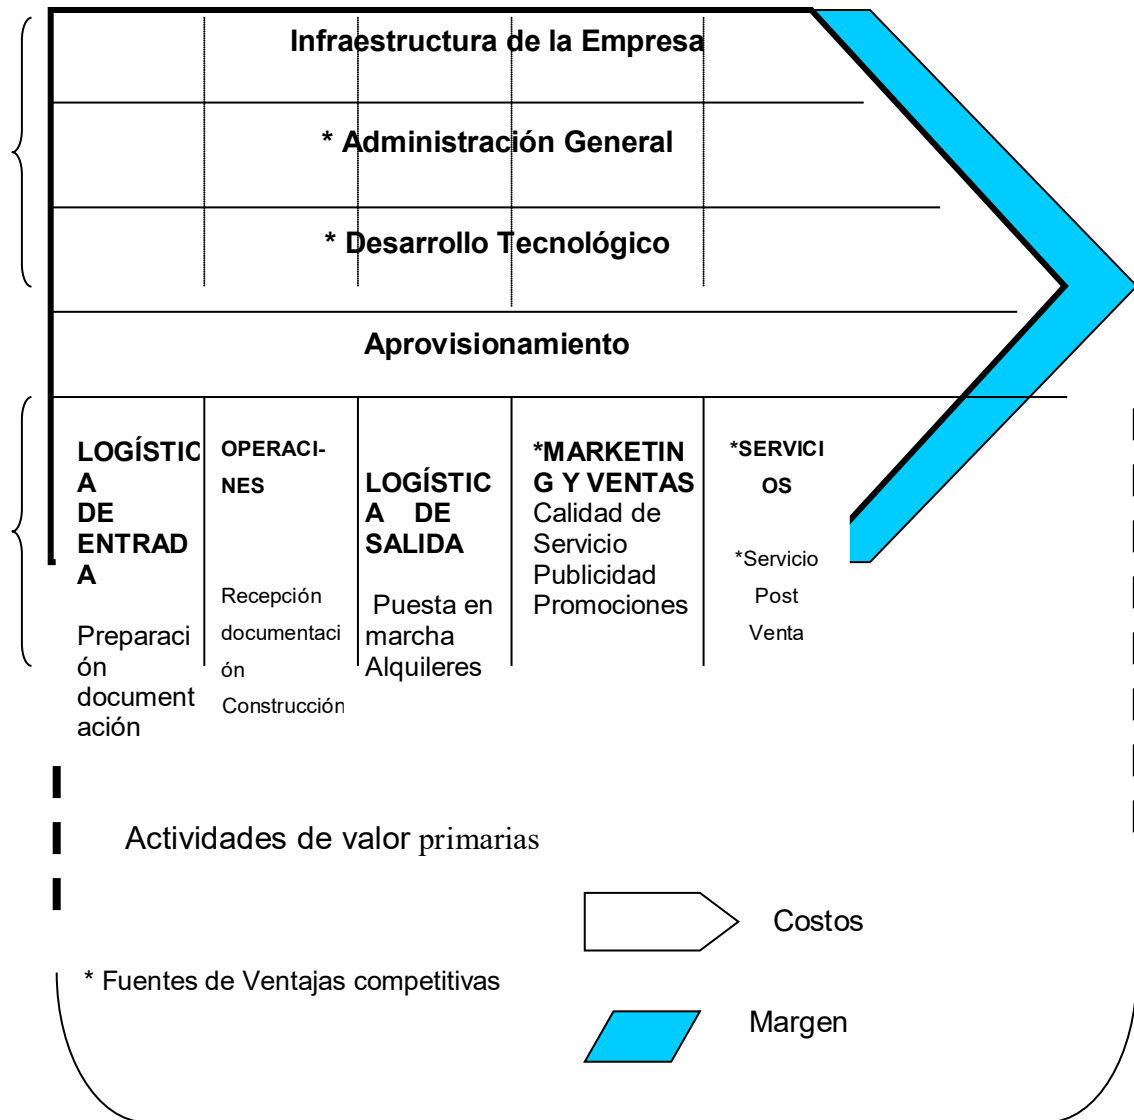 Infraestructura de la Empresa
* Administración General
* Desarrollo Tecnológico
Aprovisionamiento
LOGÍSTIC
A
DE
ENTRAD
A
Preparaci
ón
document
ación
OPERACI-
NES
Recepción
documentaci
ón
Construcción
LOGÍSTIC
A DE
SALIDA
Puesta en
marcha
Alquileres
*MARKETIN
G Y VENTAS
Calidad de
Servicio
Publicidad
Promociones
*SERVICI
OS
*Servicio
Post
Venta
Actividades de valor primarias
Costos
* Fuentes de Ventajas competitivas
Margen